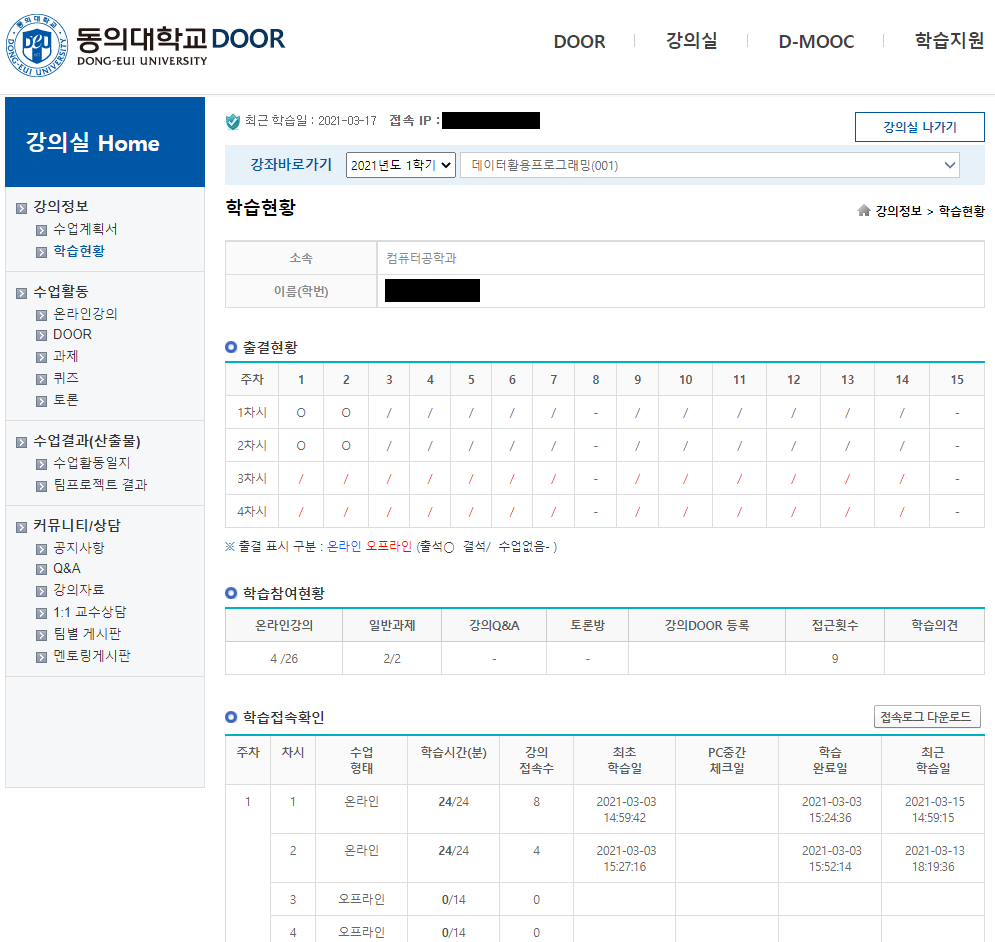 동의대학교 DOOR
DONG-EUI UNIVERSITY
DOOR 강의실 D-MOOC 학습지원
강의실 Home
최근 학습일 : 2021-03-17 접속 IP :
강의실 나가기
강좌바로가기 2021년도 1학기 데이터활용프로그래밍(001)
학습현황
강의정보 > 학습현황
강의정보
수업계획서
학습현황
수업활동
온라인강의
DOOR
과제
퀴즈
토론
수업결과(산출물)
수업활동일지
팀프로젝트 결과
커뮤니티/상담
공지사항
Q&A
강의자료
1:1 교수상담
팀별 게시판
멘토링게시판
소속 컴퓨터공학과
이름(학번)
출결현황
주차 1 2 3 4 5 6 7 8 9 10 11 12 13 14 15
1차시 O O / / / / / - / / / / / / -
2차시 O O / / / / / - / / / / / / -
3차시 / / / / / / / - / / / / / / -
4차시 / / / / / / / - / / / / / / -
※ 출결 표시 구분 : 온라인 오프라인 (출석○ 결석/ 수업없음- )
학습참여현황
온라인강의 일반과제 강의Q&A 토론방 강의DOOR 등록 접근횟수 학습의견
4 /26 2/2 - - 9
학습접속확인
접속로그 다운로드
주차 차시 수업 형태 학습시간(분) 강의 접속수 최초 학습일 PC중간 체크일 학습 완료일 최근 학습일
1 1 온라인 24/24 8 2021-03-03 14:59:42 2021-03-03 15:24:36 2021-03-15 14:59:15
2 온라인 24/24 4 2021-03-03 15:27:16 2021-03-03 15:52:14 2021-03-13 18:19:36
3 오프라인 0/14 0
4 오프라인 0/14 0